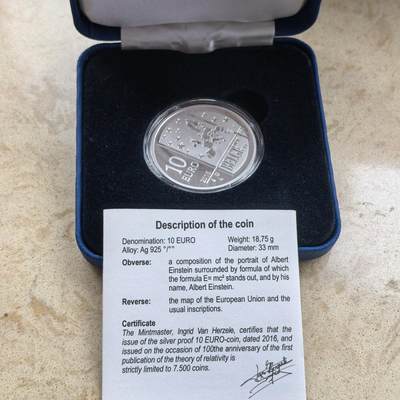 10
EURO
Description of the coin
Denomination: 10 EURO Weight: 18,75 g
Alloy: Ag 925 °/°° Diameter: 33 mm
Obverse: a composition of the portrait of Albert
Einstein surrounded by formula of which
the formula E= mc² stands out, and by his
name, Albert Einstein.
Reverse: the map of the European Union and the
usual inscriptions.
Certificate
The Mintmaster, Ingrid Van Herzele, certifies that the
issue of the silver proof 10 EURO-coin, dated 2016, and
issued on the occasion of 100the anniversary of the first
publication of the theory of relativity is
strictly limited to 7.500 coins.